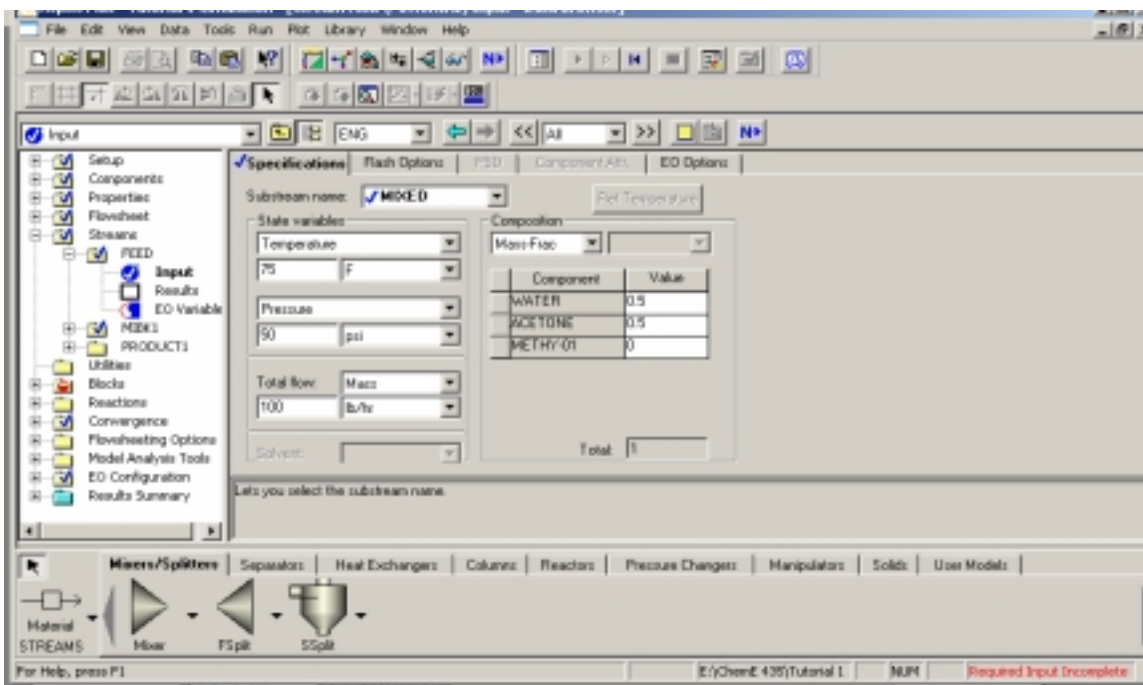 File Edit View Data Tools Run Plot Library Window Help
N>
Input
ENG
<< All >>
N>
Setup
Components
Properties
Flowsheet
Streams
FEED
Input
Results
EO Variable
MIBK1
PRODUCT1
Utilities
Blocks
Reactions
Convergence
Flowsheeting Options
Model Analysis Tools
EO Configuration
Results Summary
Specifications Flash Options PSD Component Attr. EO Options
Substream name: MIXED Ref Temperature
State variables
Temperature
75 F
Pressure
50 psi
Total flow: Mass
100 lb/hr
Solvent:
Composition
Mass-Frac
Component Value
WATER 0.5
ACETONE 0.5
METHY-01 0
Total: 1
Lets you select the substream name.
Mixers/Splitters Separators Heat Exchangers Columns Reactors Pressure Changers Manipulators Solids User Models
Material
STREAMS Mixer FSplit SSplit
For Help, press F1 E:\ChemE 435\Tutorial 1 NUM Required Input Incomplete